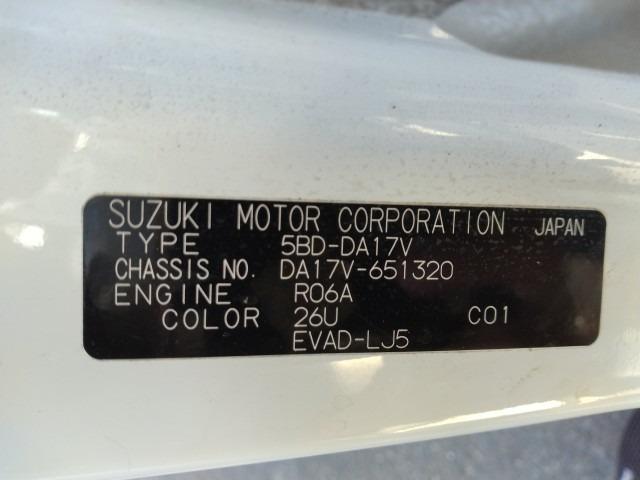 SUZUKI MOTOR CORPORATION JAPAN
TYPE 5BD-DA17V
CHASSIS NO. DA17V-651320
ENGINE R06A
COLOR 26U C01
EVAD-LJ5